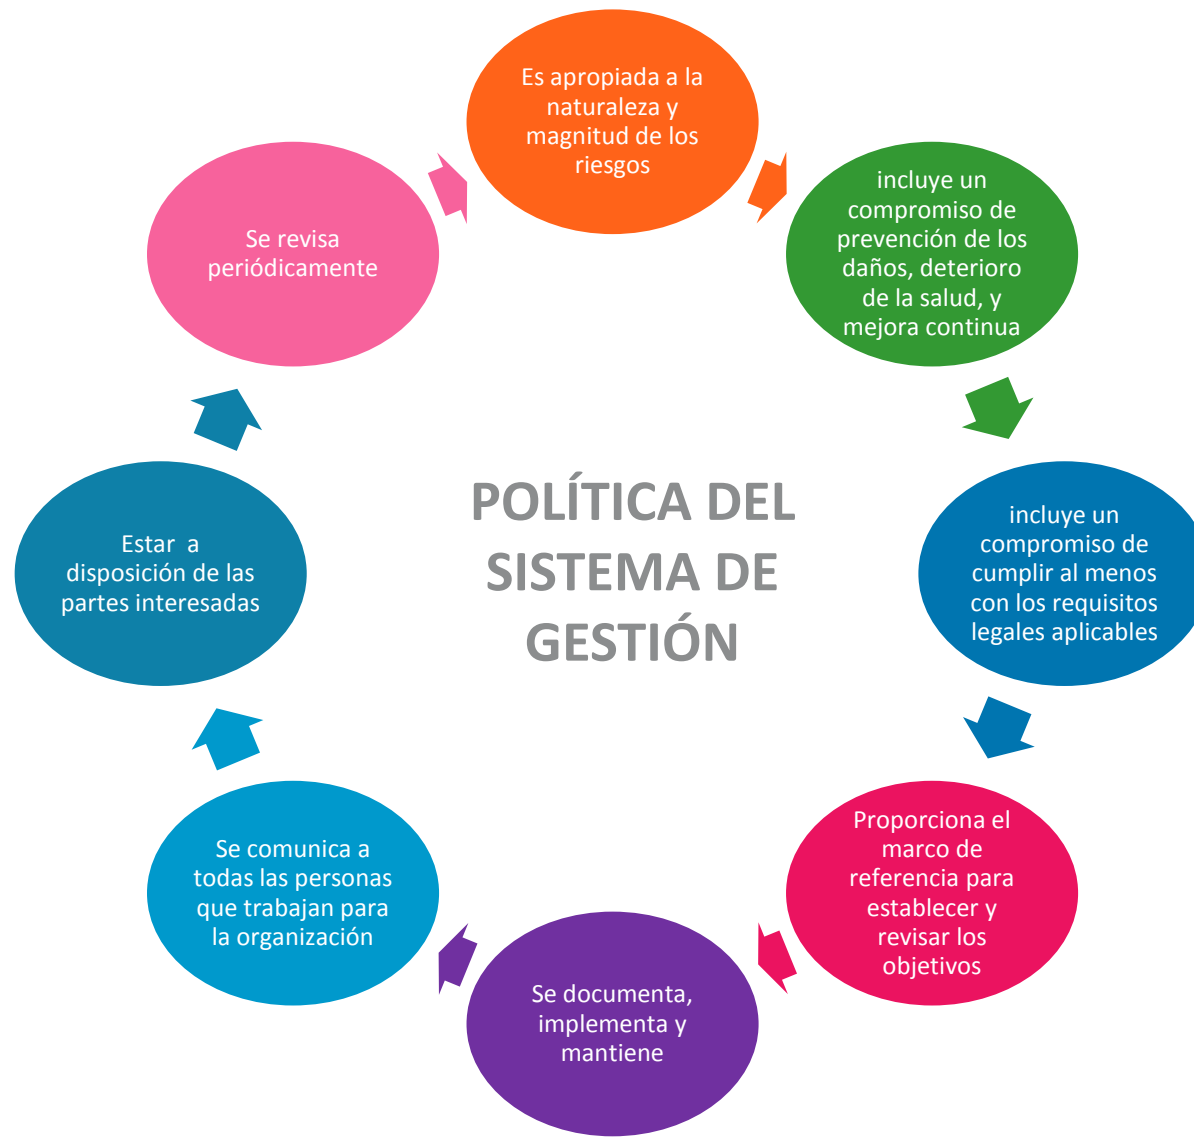 Es apropiada a la
naturaleza y
magnitud de los
riesgos
incluye un
compromiso de
prevención de los
daños, deterioro
de la salud, y
mejora continua
incluye un
compromiso de
cumplir al menos
con los requisitos
legales aplicables
Proporciona el
marco de
referencia para
establecer y
revisar los
objetivos
Se documenta,
implementa y
mantiene
Se comunica a
todas las personas
que trabajan para
la organización
Estar a
disposición de las
partes interesadas
Se revisa
periódicamente
POLÍTICA DEL
SISTEMA DE
GESTIÓN